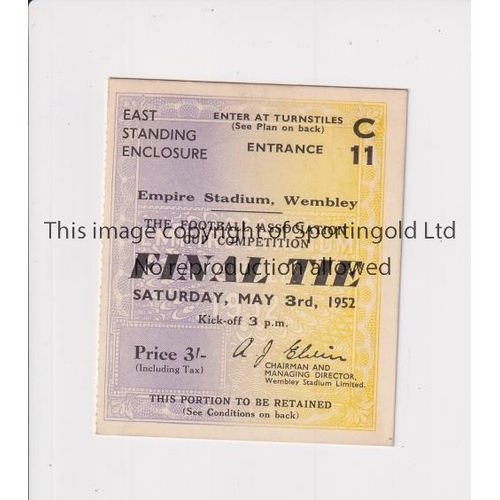 EAST
STANDING
ENCLOSURE
ENTER AT TURNSTILES
(See Plan on back)
ENTRANCE
C
11
Empire Stadium, Wembley
THE FOOTBALL ASSOCIATION
CUP COMPETITION
This image copyright of Sportingold Ltd
FINAL TIE
No reproduction allowed
SATURDAY, MAY 3rd, 1952
Kick-off 3 p.m.
Price 3/-
(Including Tax)
A J Elvin
CHAIRMAN AND
MANAGING DIRECTOR,
Wembley Stadium Limited.
THIS PORTION TO BE RETAINED
(See Conditions on back)